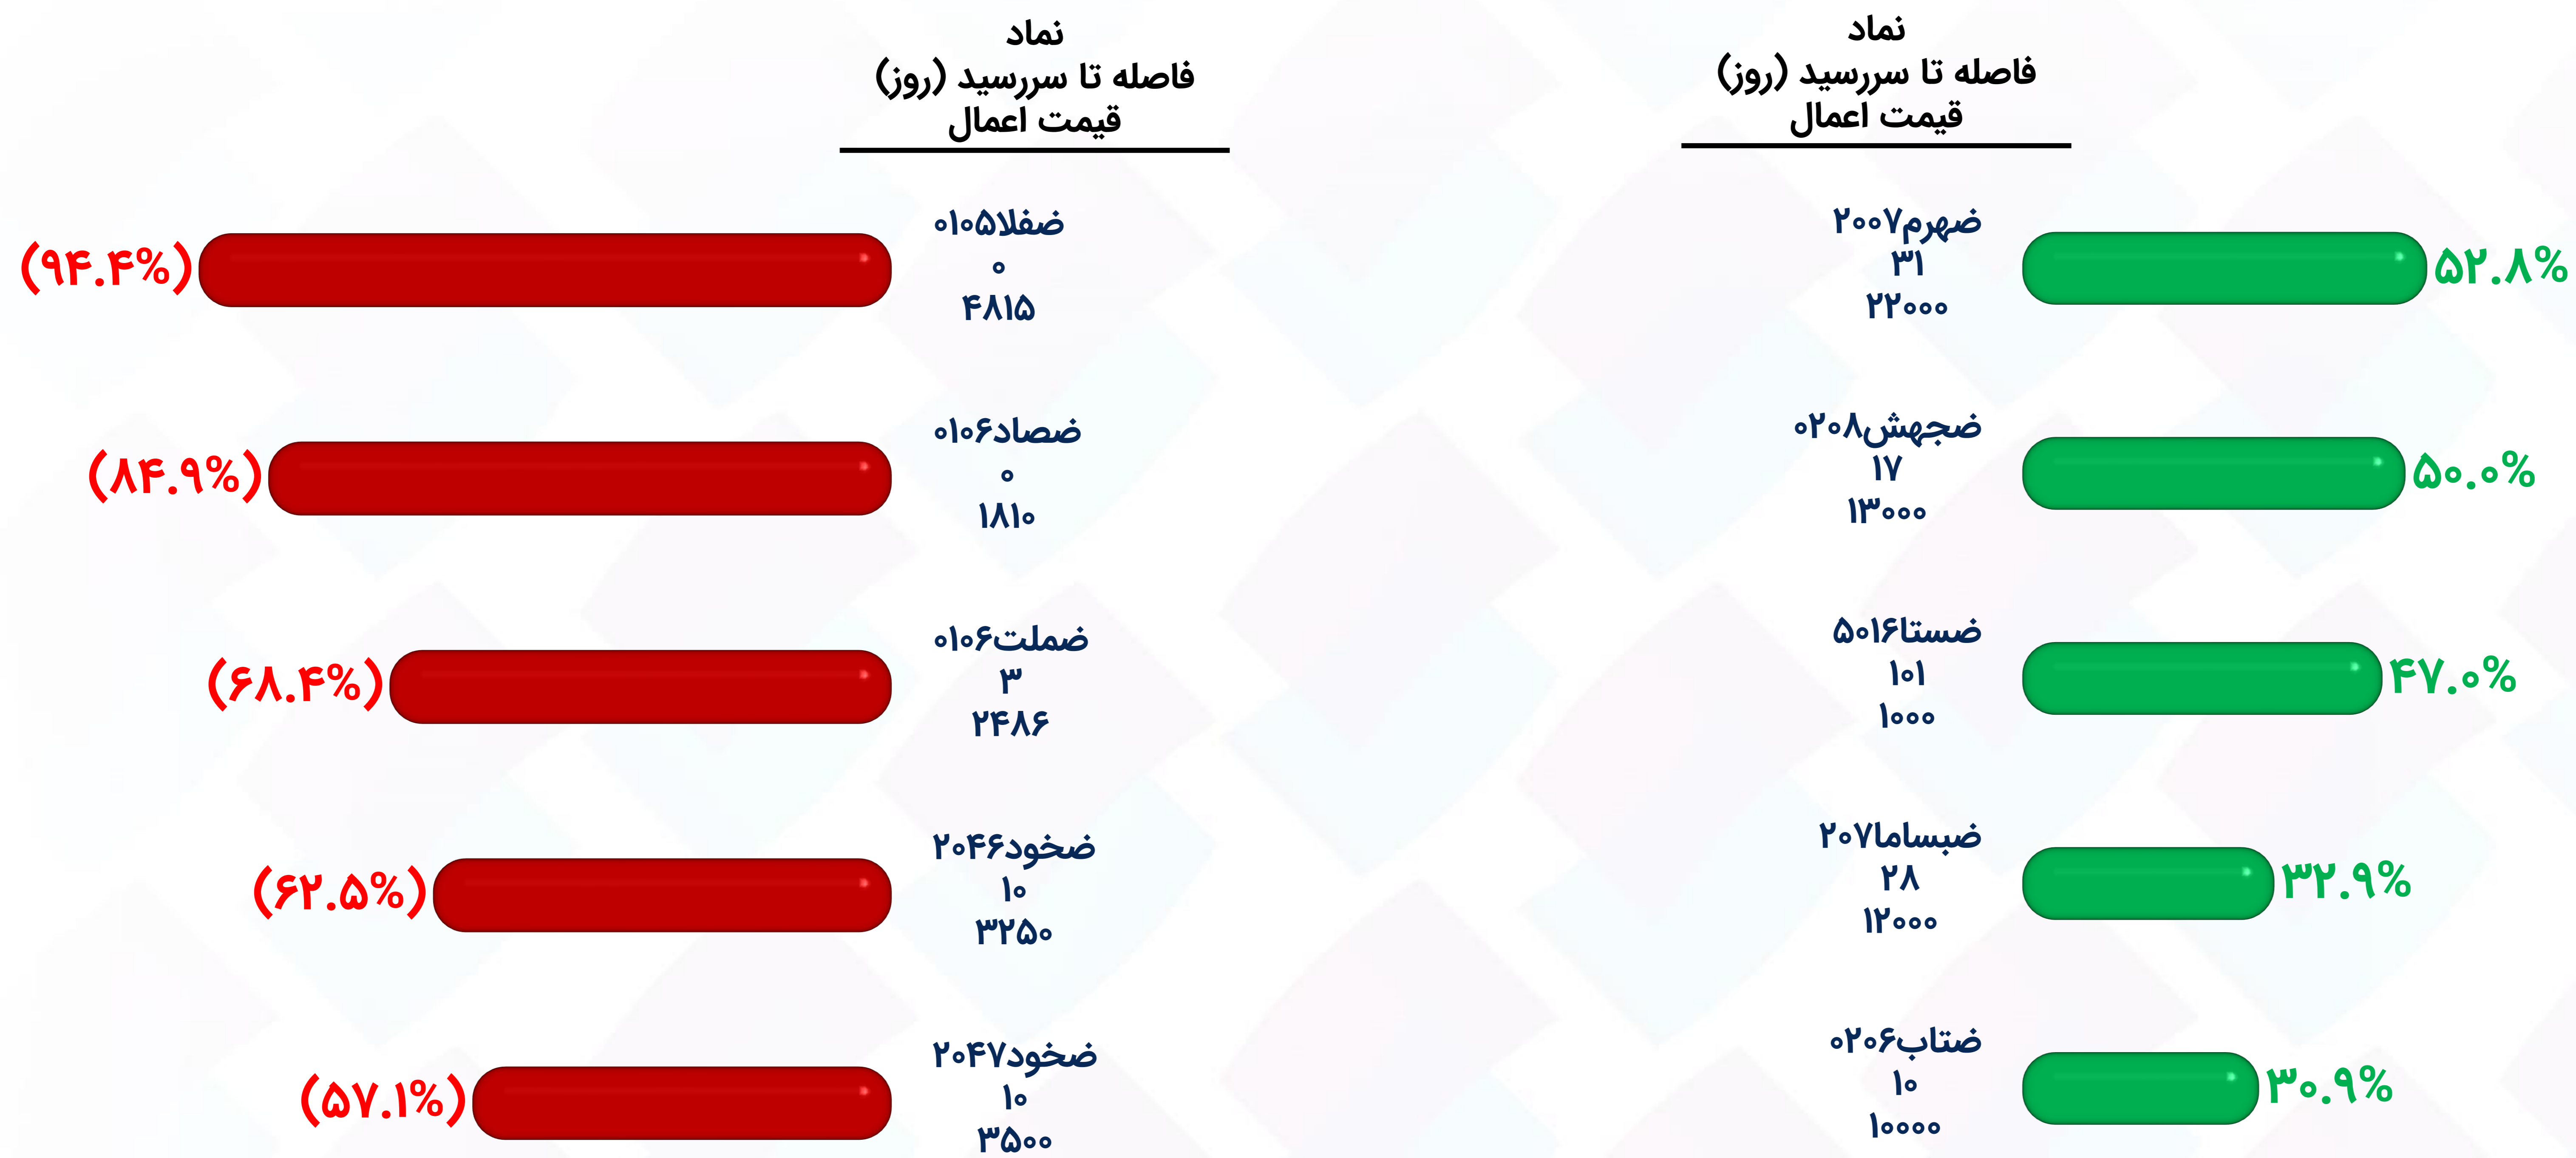 نماد
فاصله تا سررسید (روز)
قیمت اعمال
ضهرم۲۰۰۷
۳۱
۲۲۰۰۰
۵۲.۸%
ضجهش۰۲۰۸
۱۷
۱۳۰۰۰
۵۰.۰%
ضستا۵۰۱۶
۱۰۱
۱۰۰۰
۴۷.۰%
ضبساما۲۰۷
۲۸
۱۲۰۰۰
۳۲.۹%
ضتاب۰۲۰۶
۱۰
۱۰۰۰۰
۳۰.۹%
نماد
فاصله تا سررسید (روز)
قیمت اعمال
ضفلا۰۱۰۵
۰
۴۸۱۵
(۹۴.۴%)
ضصاد۰۱۰۶
۰
۱۸۱۰
(۸۴.۹%)
ضملت۰۱۰۶
۳
۲۴۸۶
(۶۸.۴%)
ضخود۲۰۴۶
۱۰
۳۲۵۰
(۶۲.۵%)
ضخود۲۰۴۷
۱۰
۳۵۰۰
(۵۷.۱%)